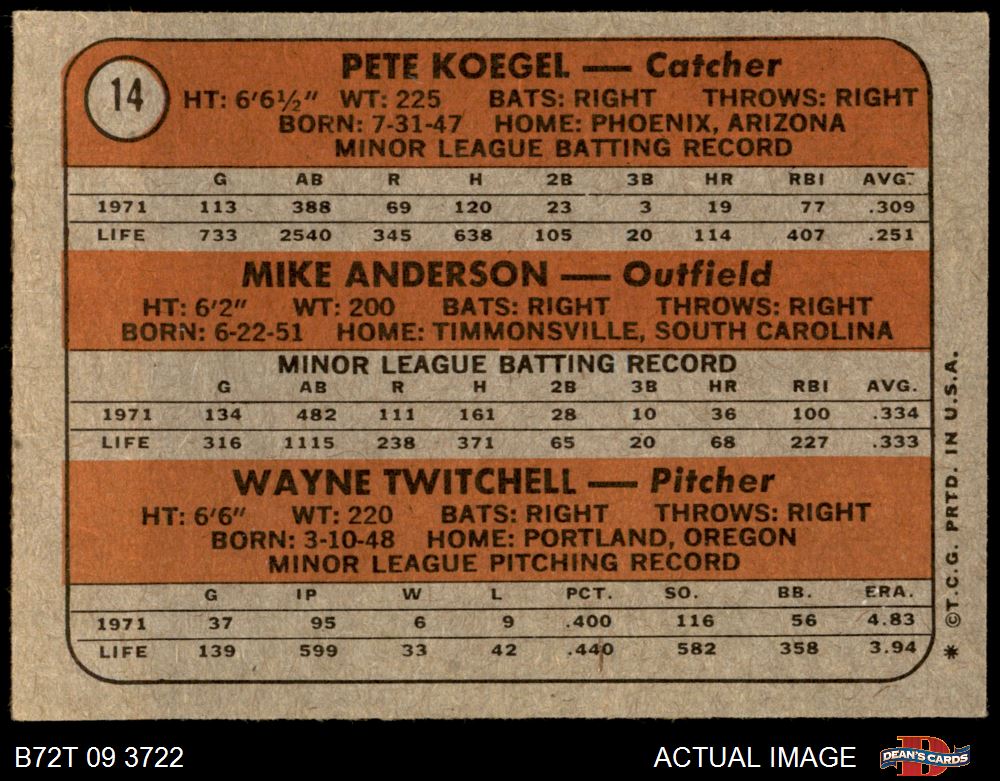 14
PETE KOEGEL — Catcher
HT: 6'6½" WT: 225 BATS: RIGHT THROWS: RIGHT
BORN: 7-31-47 HOME: PHOENIX, ARIZONA
MINOR LEAGUE BATTING RECORD
G AB R H 2B 3B HR RBI AVG.
1971 113 388 69 120 23 3 19 77 .309
LIFE 733 2540 345 638 105 20 114 407 .251
MIKE ANDERSON — Outfield
HT: 6'2" WT: 200 BATS: RIGHT THROWS: RIGHT
BORN: 6-22-51 HOME: TIMMONSVILLE, SOUTH CAROLINA
MINOR LEAGUE BATTING RECORD
G AB R H 2B 3B HR RBI AVG.
1971 134 482 111 161 28 10 36 100 .334
LIFE 316 1115 238 371 65 20 68 227 .333
WAYNE TWITCHELL — Pitcher
HT: 6'6" WT: 220 BATS: RIGHT THROWS: RIGHT
BORN: 3-10-48 HOME: PORTLAND, OREGON
MINOR LEAGUE PITCHING RECORD
G IP W L PCT. SO. BB. ERA.
1971 37 95 6 9 .400 116 56 4.83
LIFE 139 599 33 42 .440 582 358 3.94
* ©T.C.G. PRTD. IN U.S.A.
B72T 09 3722
ACTUAL IMAGE
DEAN'S CARDS